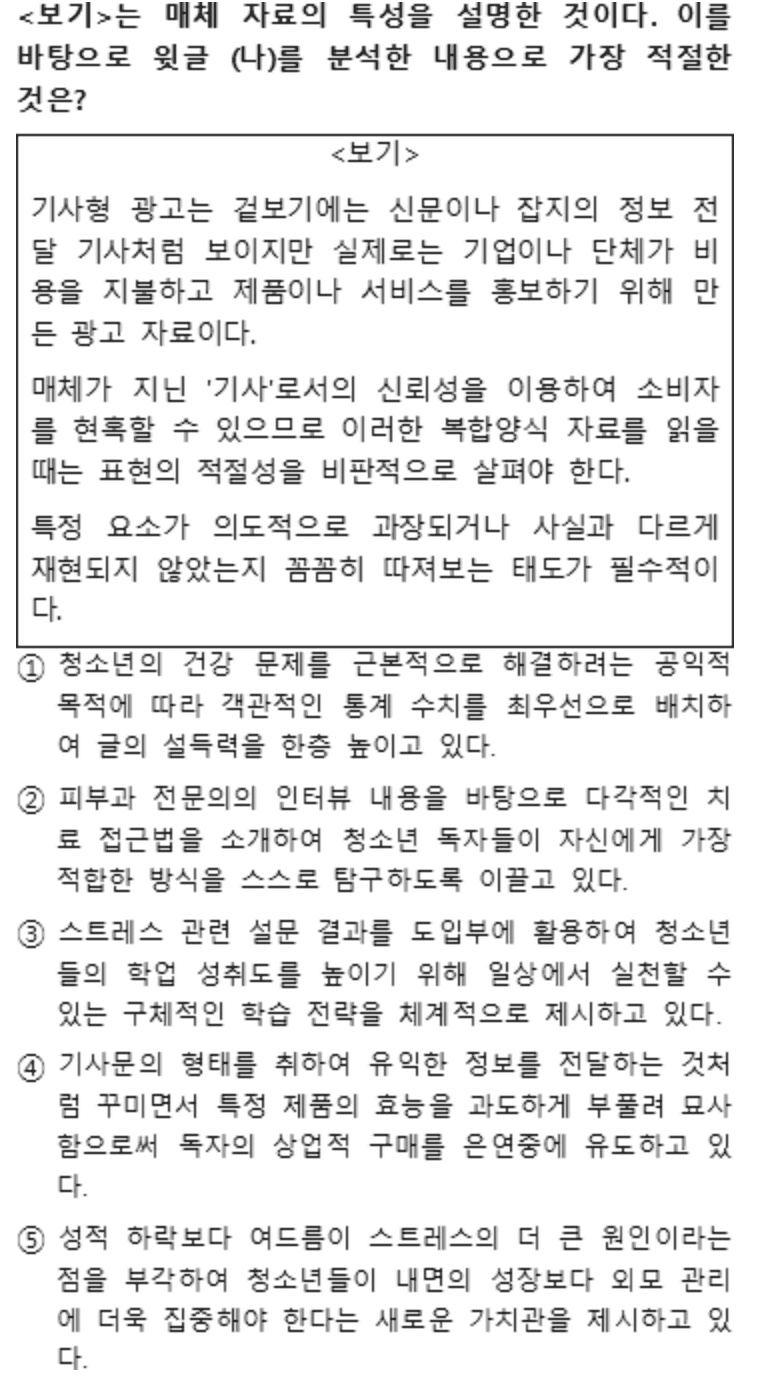 <보기>는 매체 자료의 특성을 설명한 것이다. 이를
바탕으로 윗글 (나)를 분석한 내용으로 가장 적절한
것은?
<보기>
기사형 광고는 겉보기에는 신문이나 잡지의 정보 전
달 기사처럼 보이지만 실제로는 기업이나 단체가 비
용을 지불하고 제품이나 서비스를 홍보하기 위해 만
든 광고 자료이다.
매체가 지닌 '기사'로서의 신뢰성을 이용하여 소비자
를 현혹할 수 있으므로 이러한 복합양식 자료를 읽을
때는 표현의 적절성을 비판적으로 살펴야 한다.
특정 요소가 의도적으로 과장되거나 사실과 다르게
재현되지 않았는지 꼼꼼히 따져보는 태도가 필수적이
다.
① 청소년의 건강 문제를 근본적으로 해결하려는 공익적
목적에 따라 객관적인 통계 수치를 최우선으로 배치하
여 글의 설득력을 한층 높이고 있다.
② 피부과 전문의의 인터뷰 내용을 바탕으로 다각적인 치
료 접근법을 소개하여 청소년 독자들이 자신에게 가장
적합한 방식을 스스로 탐구하도록 이끌고 있다.
③ 스트레스 관련 설문 결과를 도입부에 활용하여 청소년
들의 학업 성취도를 높이기 위해 일상에서 실천할 수
있는 구체적인 학습 전략을 체계적으로 제시하고 있다.
④ 기사문의 형태를 취하여 유익한 정보를 전달하는 것처
럼 꾸미면서 특정 제품의 효능을 과도하게 부풀려 묘사
함으로써 독자의 상업적 구매를 은연중에 유도하고 있
다.
⑤ 성적 하락보다 여드름이 스트레스의 더 큰 원인이라는
점을 부각하여 청소년들이 내면의 성장보다 외모 관리
에 더욱 집중해야 한다는 새로운 가치관을 제시하고 있
다.